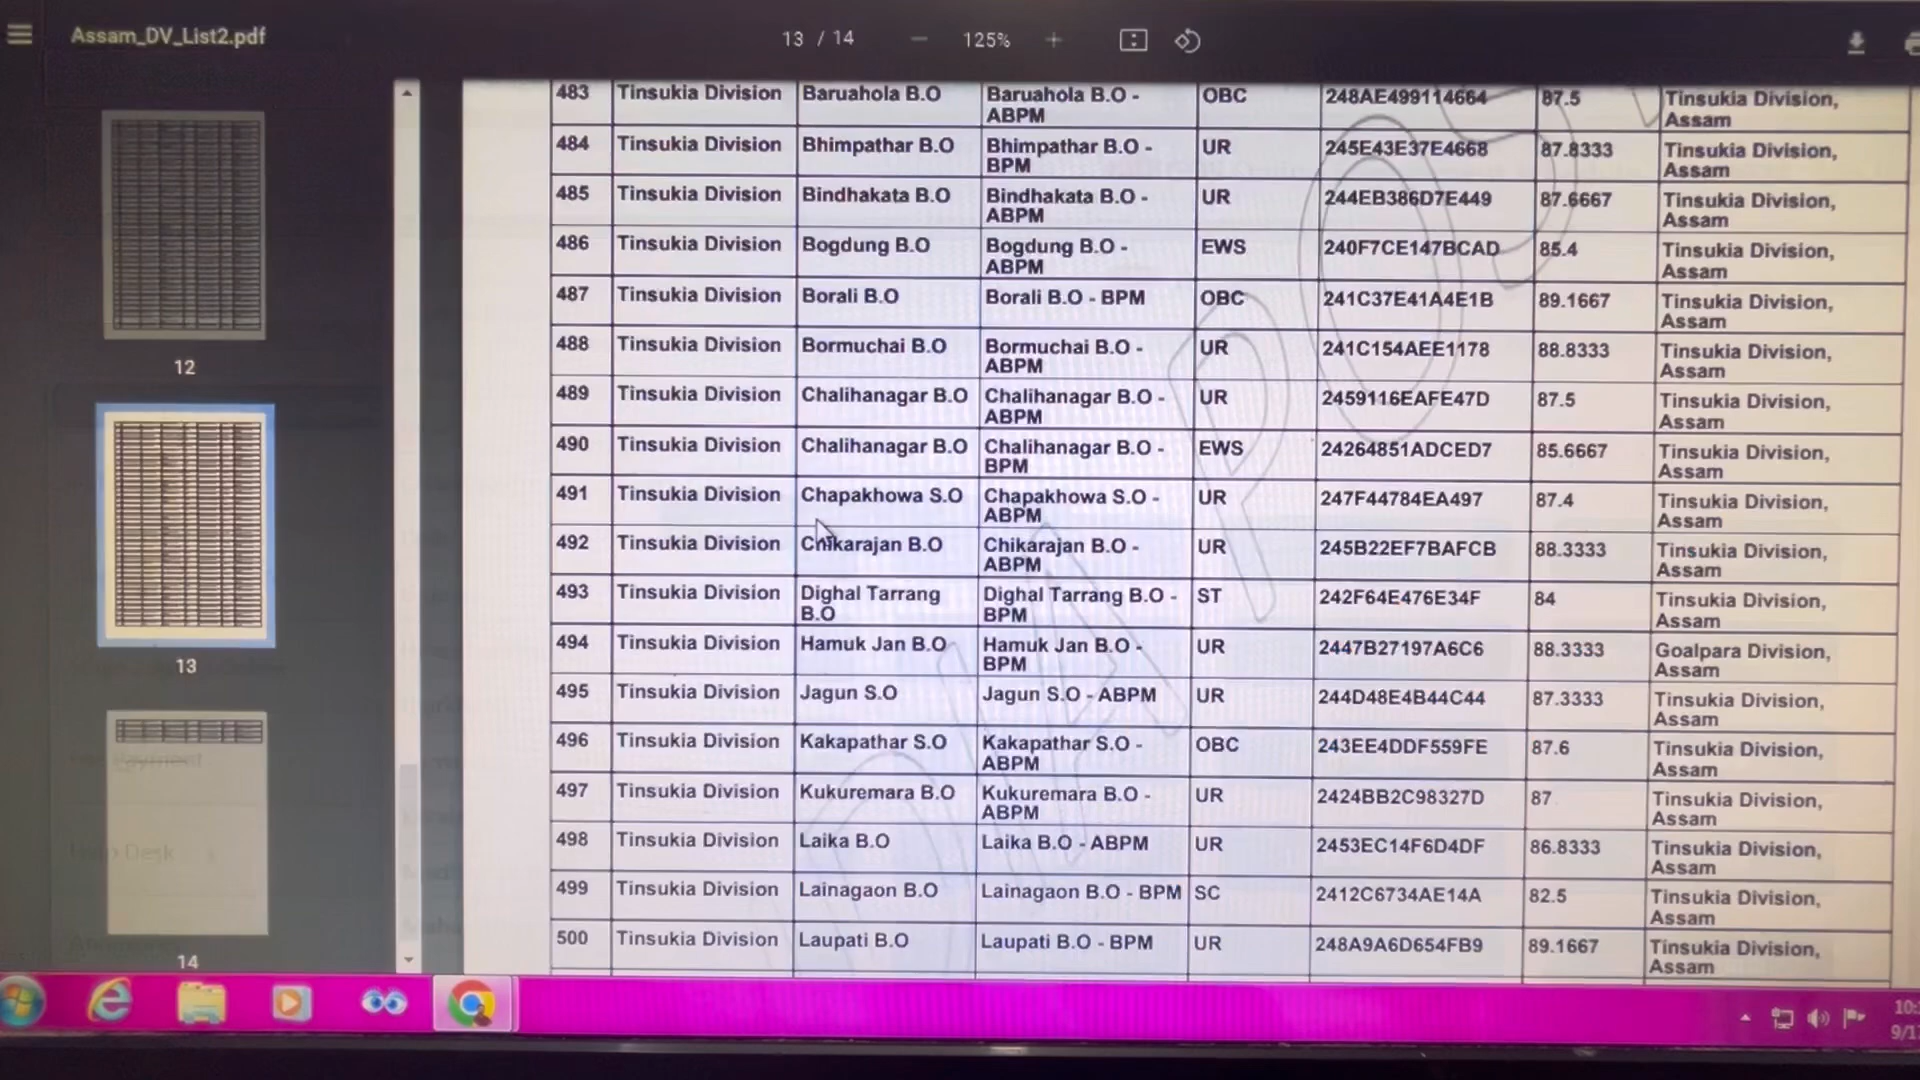 Assam_DV_List2.pdf
13 / 14
125%
483 Tinsukia Division Baruahola B.O Baruahola B.O - ABPM OBC 248AE499114664 87.5 Tinsukia Division, Assam
484 Tinsukia Division Bhimpathar B.O Bhimpathar B.O - BPM UR 245E43E37E4668 87.8333 Tinsukia Division, Assam
485 Tinsukia Division Bindhakata B.O Bindhakata B.O - ABPM UR 244EB386D7E449 87.6667 Tinsukia Division, Assam
486 Tinsukia Division Bogdung B.O Bogdung B.O - ABPM EWS 240F7CE147BCAD 85.4 Tinsukia Division, Assam
487 Tinsukia Division Borali B.O Borali B.O - BPM OBC 241C37E41A4E1B 89.1667 Tinsukia Division, Assam
488 Tinsukia Division Bormuchai B.O Bormuchai B.O - ABPM UR 241C154AEE1178 88.8333 Tinsukia Division, Assam
489 Tinsukia Division Chalihanagar B.O Chalihanagar B.O - ABPM UR 2459116EAFE47D 87.5 Tinsukia Division, Assam
490 Tinsukia Division Chalihanagar B.O Chalihanagar B.O - BPM EWS 24264851ADCED7 85.6667 Tinsukia Division, Assam
491 Tinsukia Division Chapakhowa S.O Chapakhowa S.O - ABPM UR 247F44784EA497 87.4 Tinsukia Division, Assam
492 Tinsukia Division Chikarajan B.O Chikarajan B.O - ABPM UR 245B22EF7BAFCB 88.3333 Tinsukia Division, Assam
493 Tinsukia Division Dighal Tarrang B.O Dighal Tarrang B.O - BPM ST 242F64E476E34F 84 Tinsukia Division, Assam
494 Tinsukia Division Hamuk Jan B.O Hamuk Jan B.O - BPM UR 2447B27197A6C6 88.3333 Goalpara Division, Assam
495 Tinsukia Division Jagun S.O Jagun S.O - ABPM UR 244D48E4B44C44 87.3333 Tinsukia Division, Assam
496 Tinsukia Division Kakapathar S.O Kakapathar S.O - ABPM OBC 243EE4DDF559FE 87.6 Tinsukia Division, Assam
497 Tinsukia Division Kukuremara B.O Kukuremara B.O - ABPM UR 2424BB2C98327D 87 Tinsukia Division, Assam
498 Tinsukia Division Laika B.O Laika B.O - ABPM UR 2453EC14F6D4DF 86.8333 Tinsukia Division, Assam
499 Tinsukia Division Lainagaon B.O Lainagaon B.O - BPM SC 2412C6734AE14A 82.5 Tinsukia Division, Assam
500 Tinsukia Division Laupati B.O Laupati B.O - BPM UR 248A9A6D654FB9 89.1667 Tinsukia Division, Assam
12
13
14